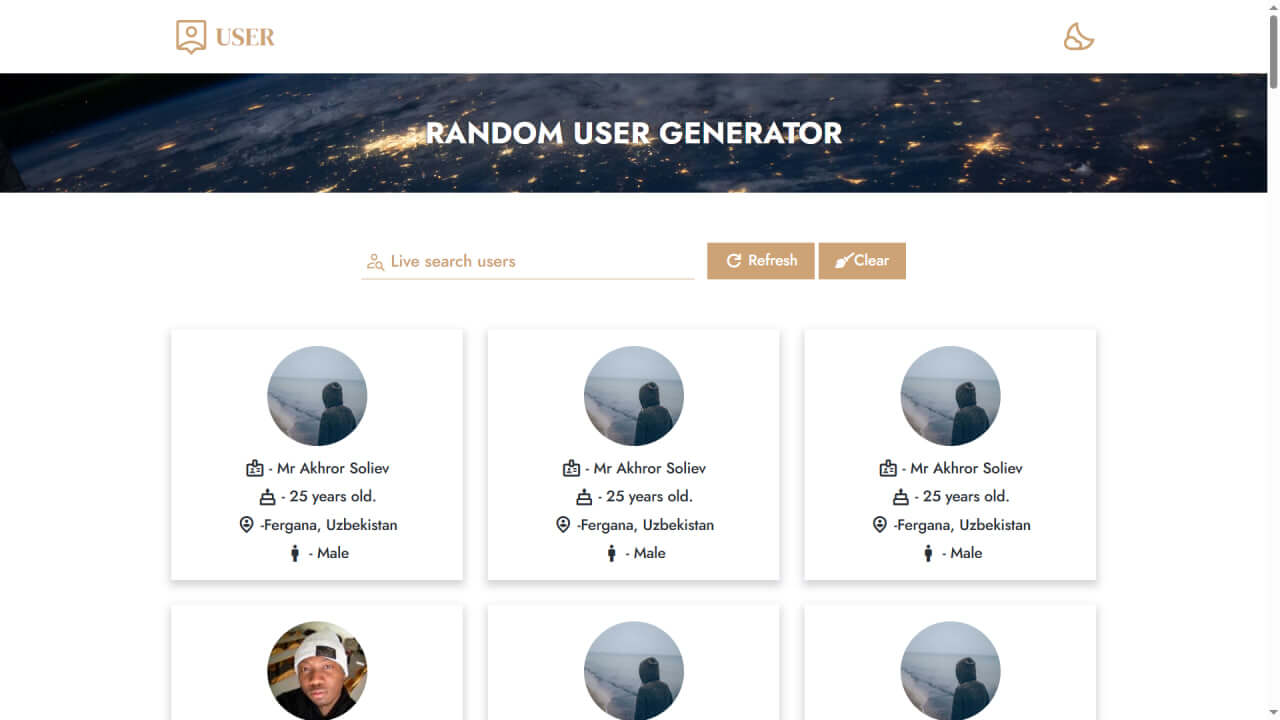 USER
RANDOM USER GENERATOR
Live search users
Refresh
Clear
- Mr Akhror Soliev
- 25 years old.
-Fergana, Uzbekistan
- Male
- Mr Akhror Soliev
- 25 years old.
-Fergana, Uzbekistan
- Male
- Mr Akhror Soliev
- 25 years old.
-Fergana, Uzbekistan
- Male